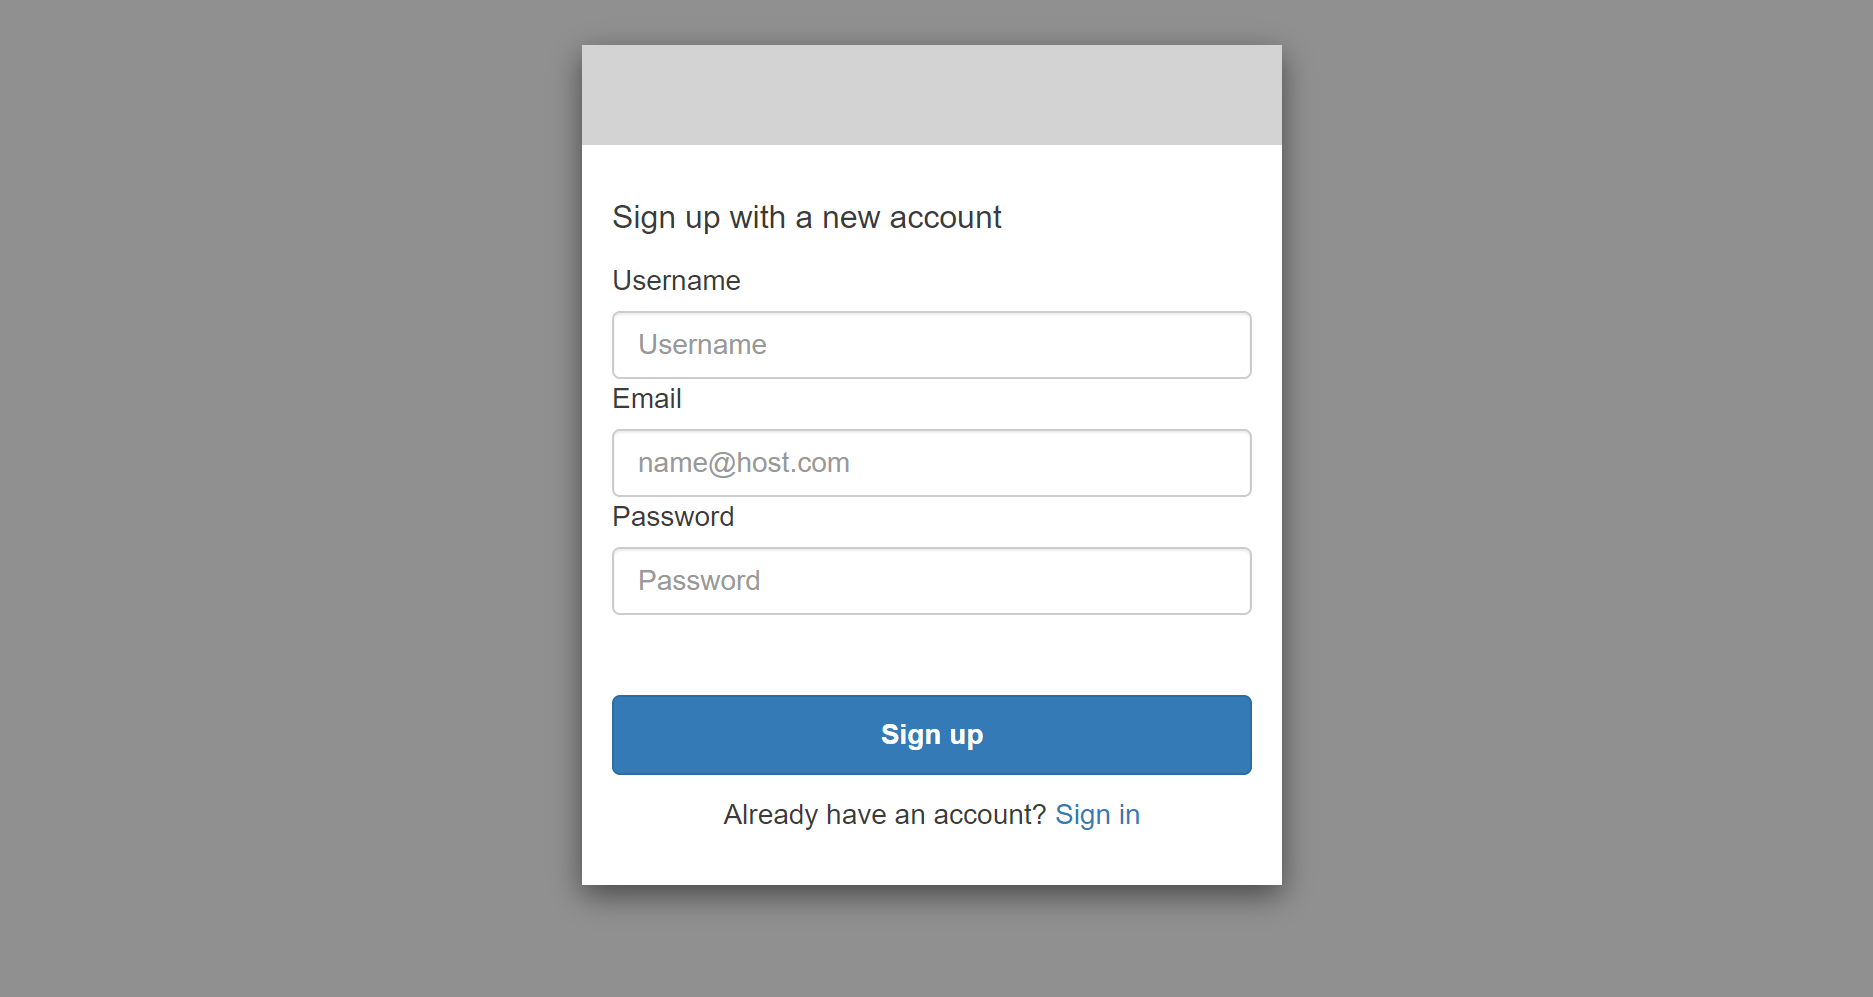 Sign up with a new account
Username
Username
Email
name@host.com
Password
Password
Sign up
Already have an account? Sign in